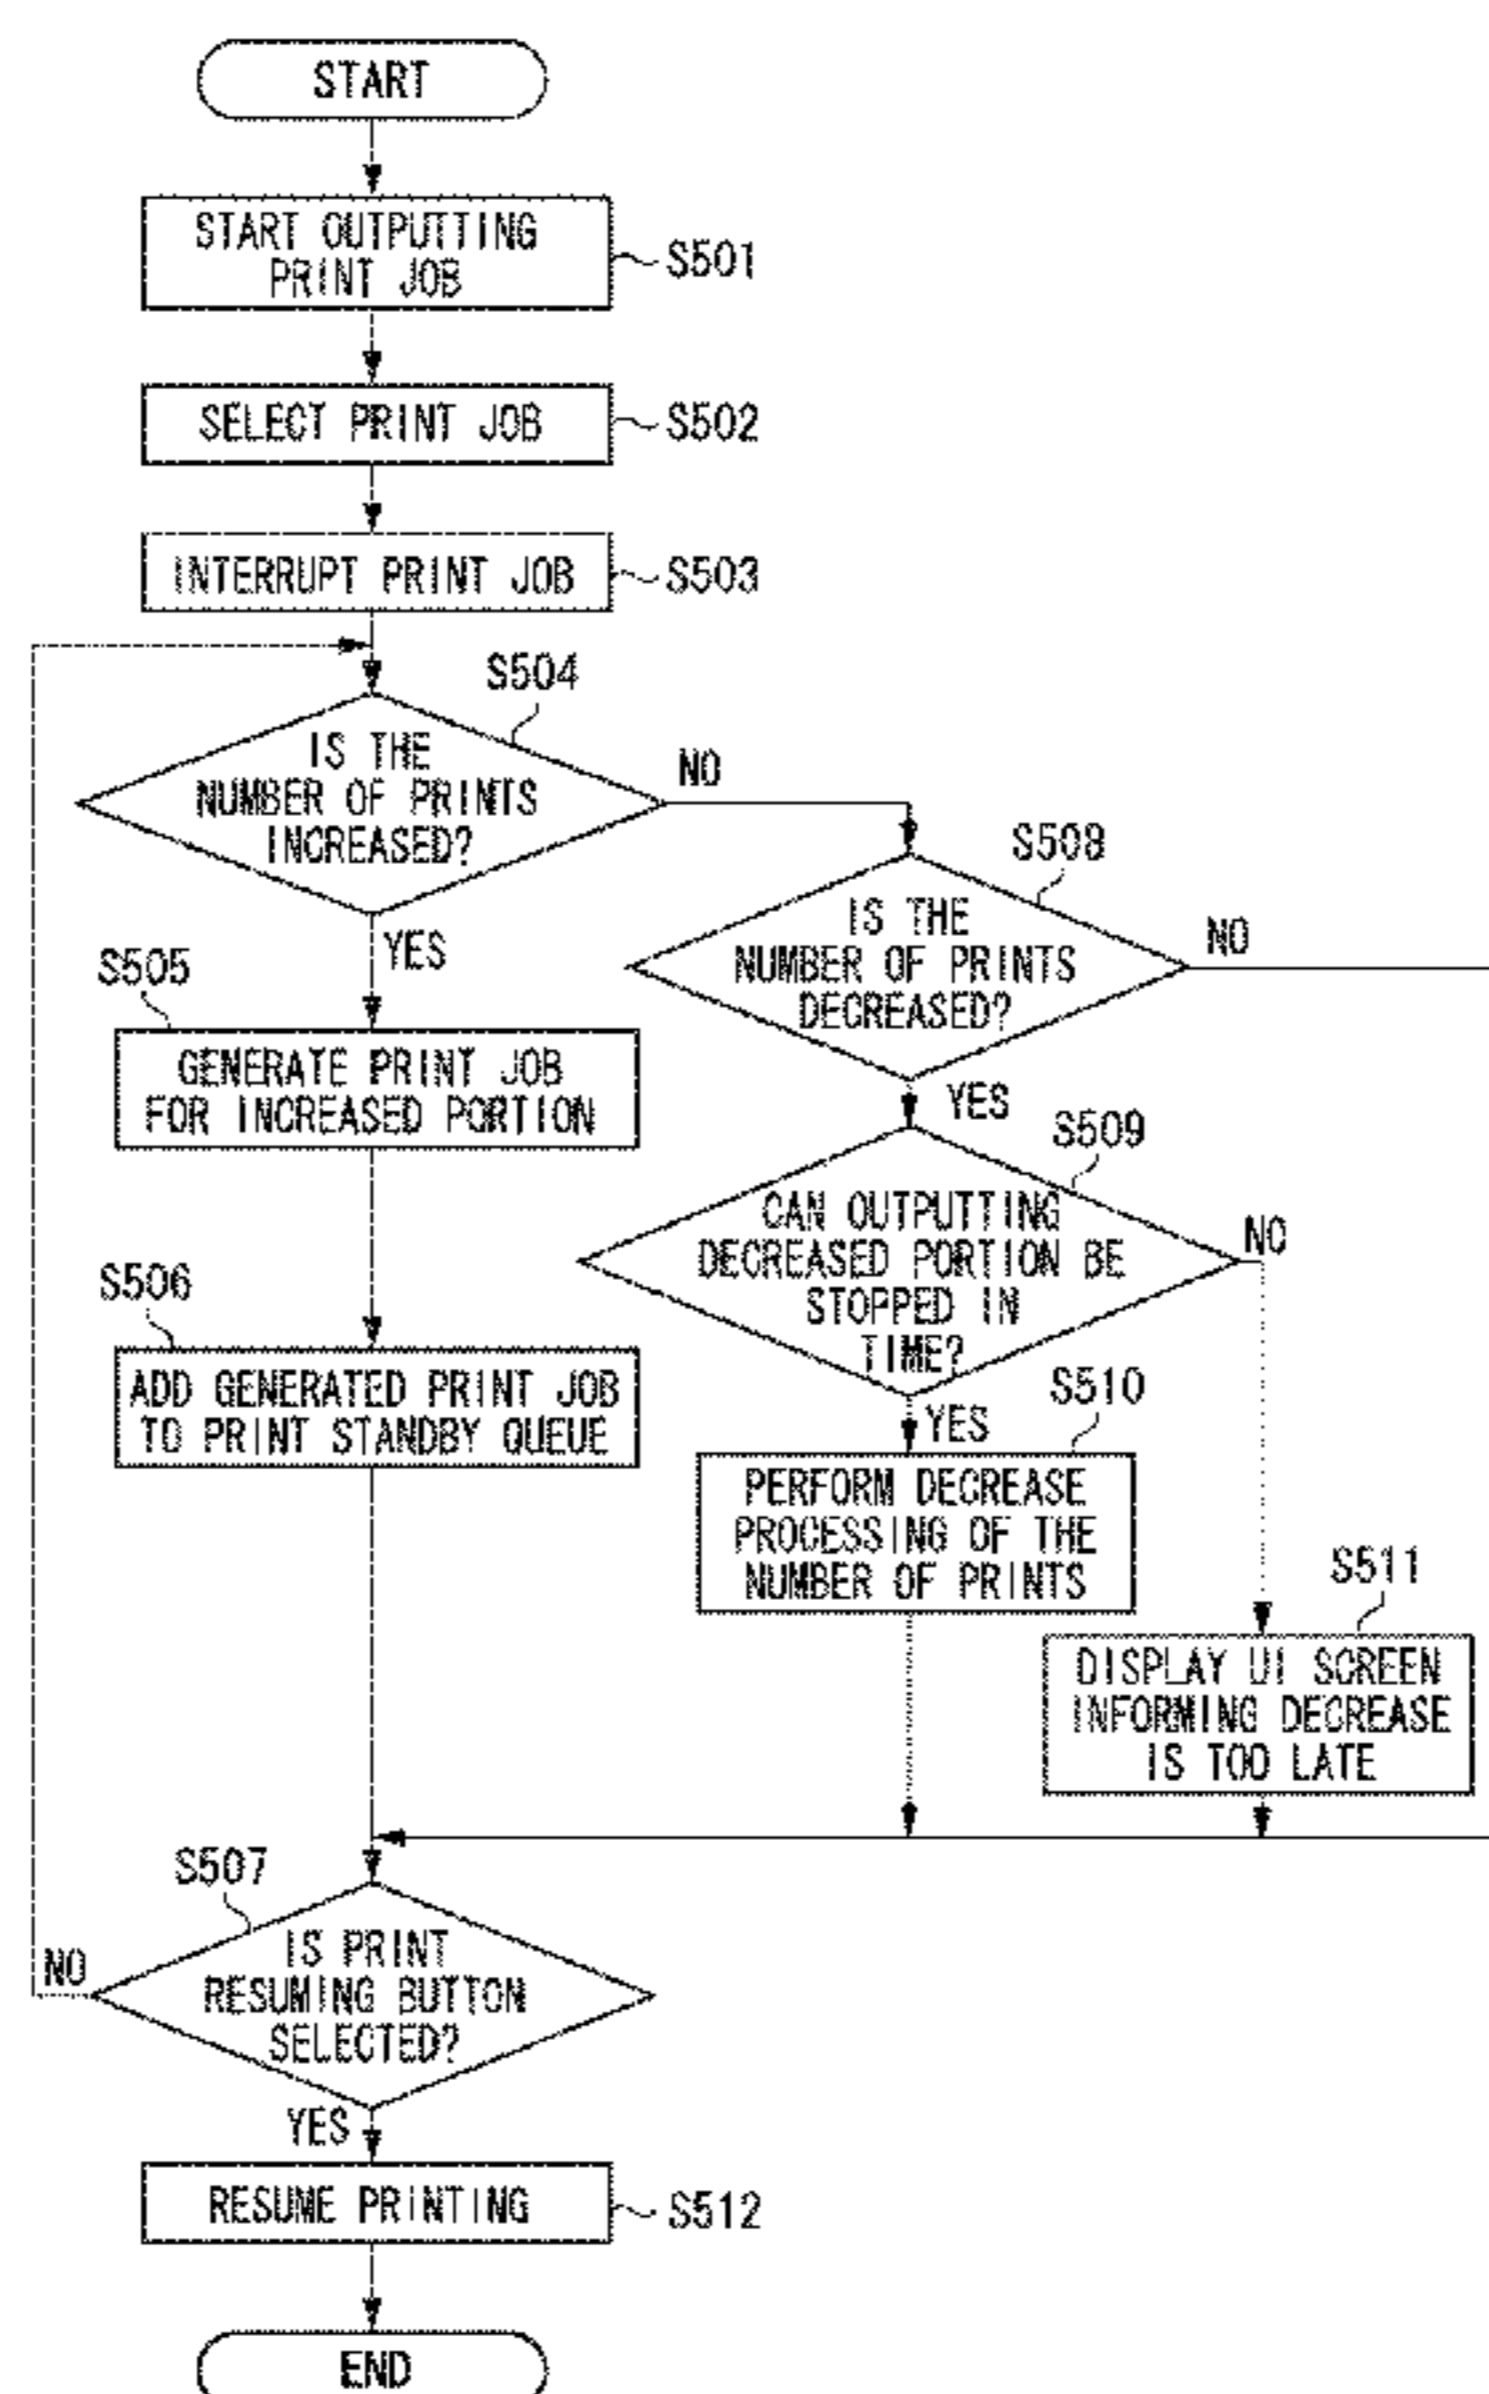 START
START OUTPUTTING
PRINT JOB
S501
SELECT PRINT JOB
S502
INTERRUPT PRINT JOB
S503
S504
IS THE
NUMBER OF PRINTS
INCREASED?
NO
YES
S508
IS THE
NUMBER OF PRINTS
DECREASED?
NO
YES
S505
GENERATE PRINT JOB
FOR INCREASED PORTION
S509
CAN OUTPUTTING
DECREASED PORTION BE
STOPPED IN
TIME?
NO
YES
S506
ADD GENERATED PRINT JOB
TO PRINT STANDBY QUEUE
S510
PERFORM DECREASE
PROCESSING OF THE
NUMBER OF PRINTS
S511
DISPLAY UI SCREEN
INFORMING DECREASE
IS TOO LATE
S507
IS PRINT
RESUMING BUTTON
SELECTED?
NO
YES
RESUME PRINTING
S512
END